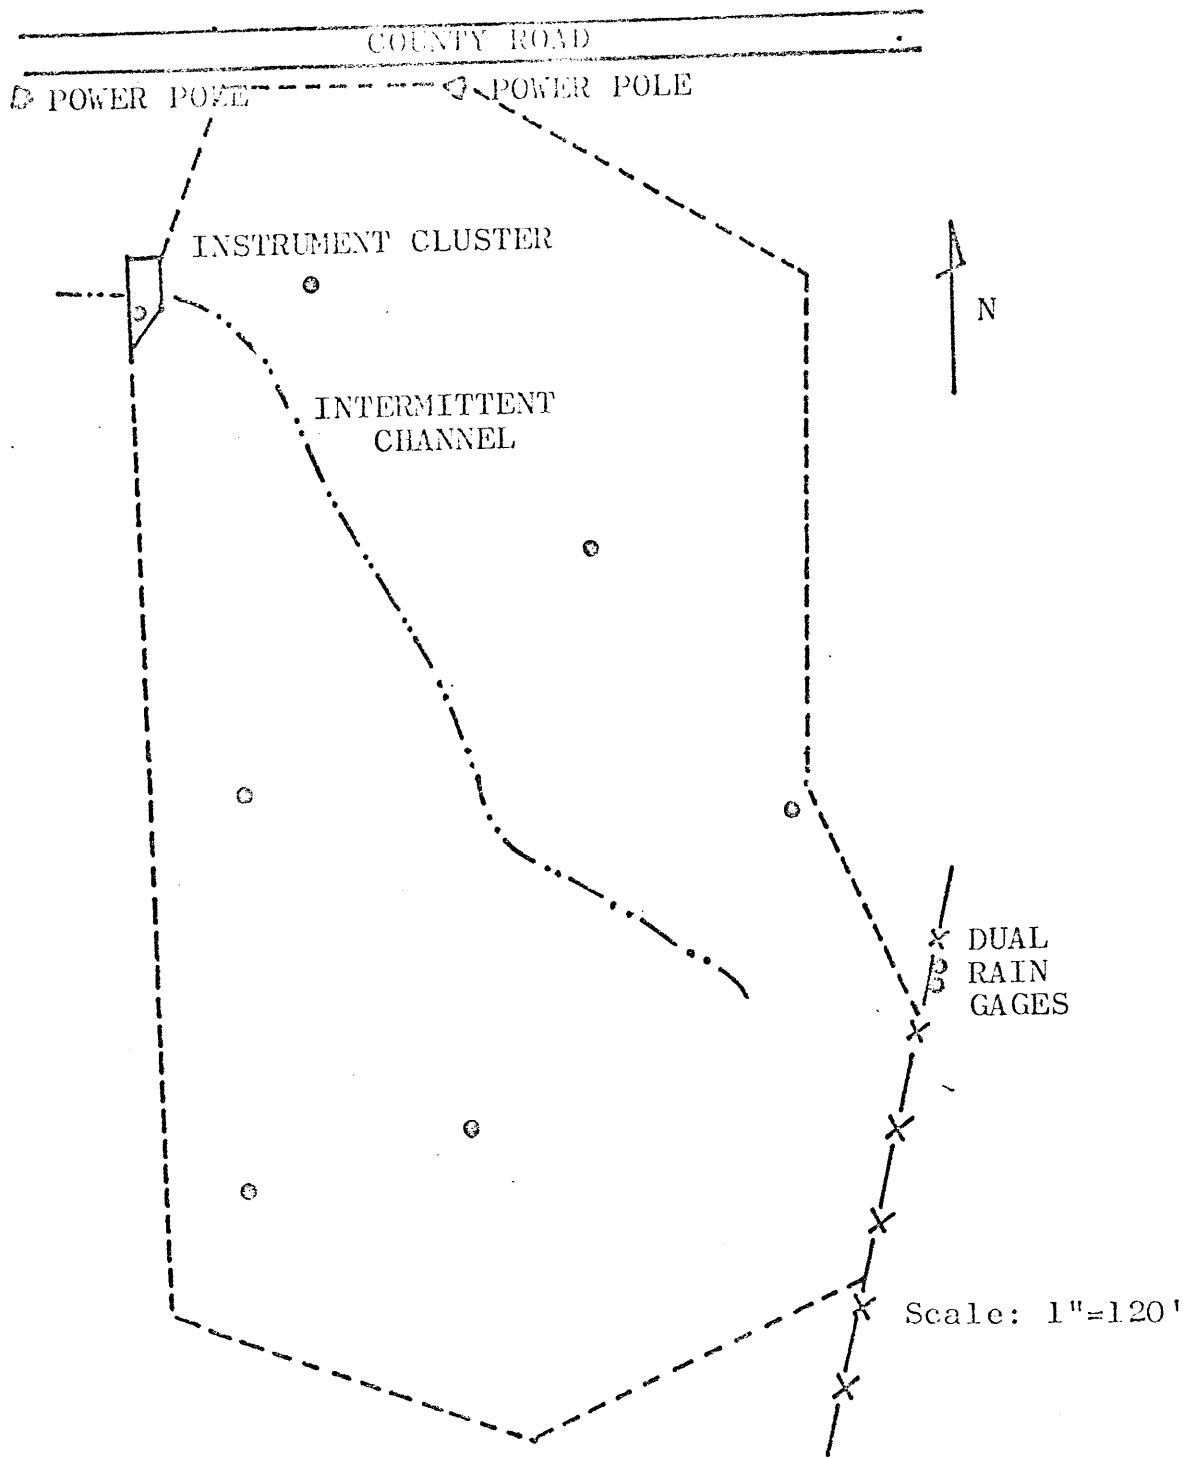 COUNTY ROAD
POWER POLE
POWER POLE
INSTRUMENT CLUSTER
N
INTERMITTENT
CHANNEL
DUAL
RAIN
GAGES
Scale: 1"=120'